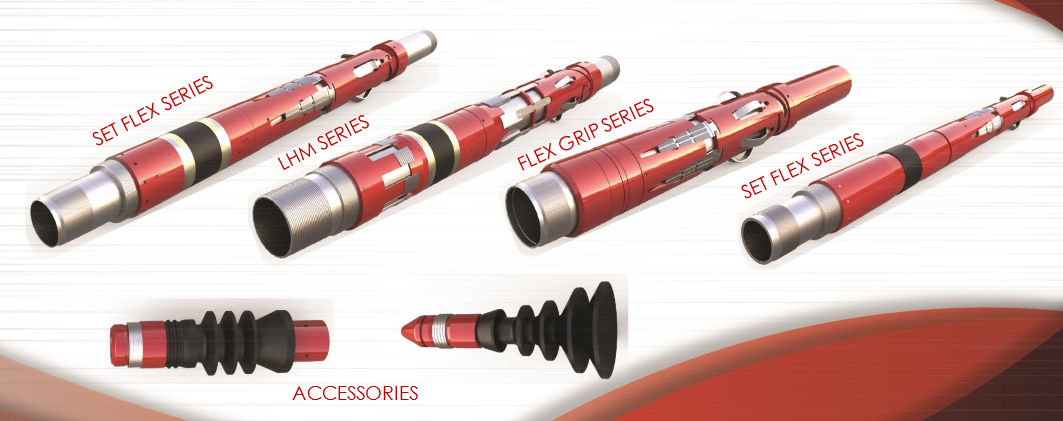 SET FLEX SERIES
LHM SERIES
FLEX GRIP SERIES
SET FLEX SERIES
ACCESSORIES